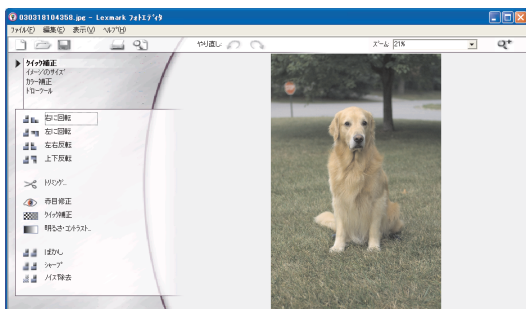 030318104358.jpg - Lexmark フォトエディタ
ファイル(F) 編集(E) 表示(V) ヘルプ(H)
やり直し ズーム 21%
クイック補正
イメージのサイズ
カラー補正
ドローツール
右に回転
左に回転
左右反転
上下反転
トリミング...
赤目修正
クイック補正
明るさ・コントラスト...
ぼかし
シャープ
ノイズ除去